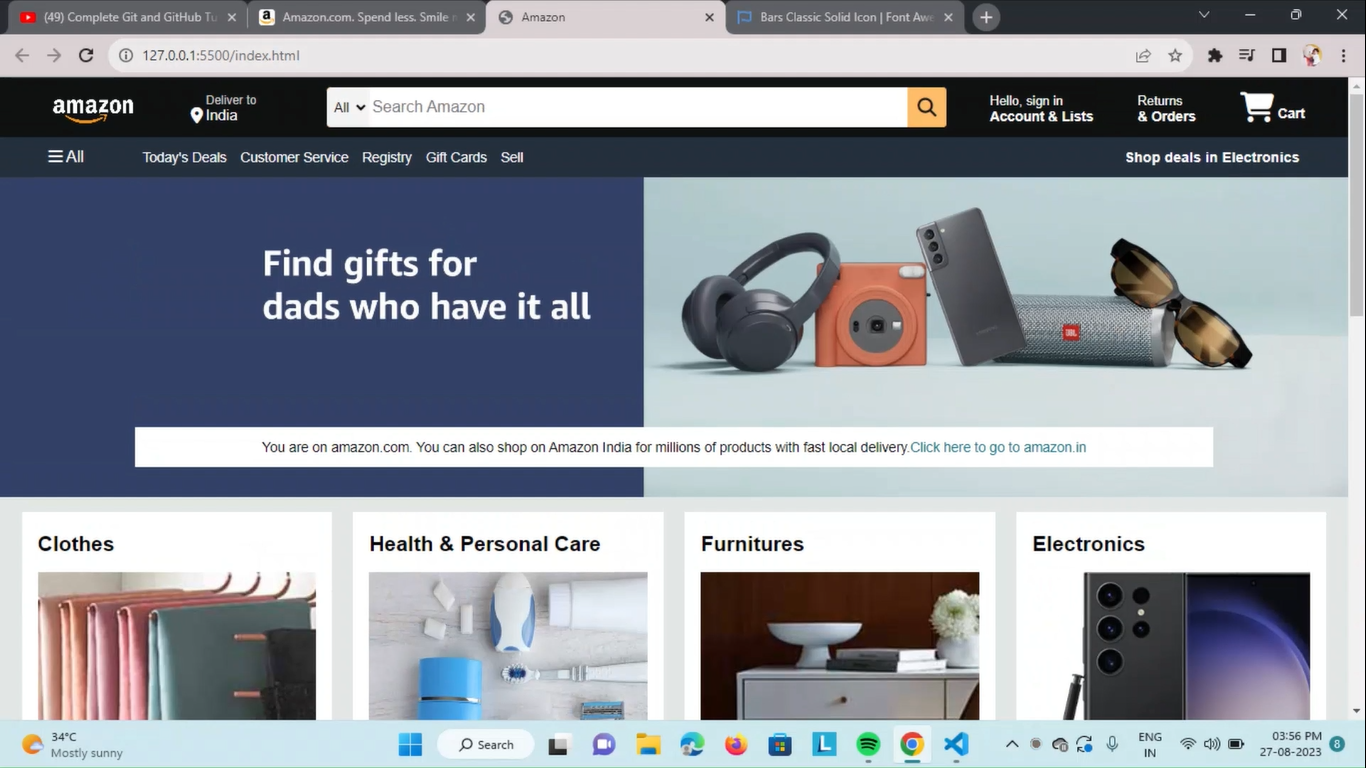 (49) Complete Git and GitHub Tu
Amazon.com. Spend less. Smile m
Amazon
Bars Classic Solid Icon | Font Awe
127.0.0.1:5500/index.html
amazon
Deliver to
India
All
Search Amazon
Hello, sign in
Account & Lists
Returns
& Orders
Cart
All
Today's Deals
Customer Service
Registry
Gift Cards
Sell
Shop deals in Electronics
Find gifts for
dads who have it all
JBL
You are on amazon.com. You can also shop on Amazon India for millions of products with fast local delivery.Click here to go to amazon.in
Clothes
Health & Personal Care
Furnitures
Electronics
34°C
Mostly sunny
Search
L
ENG
IN
03:56 PM
27-08-2023
8